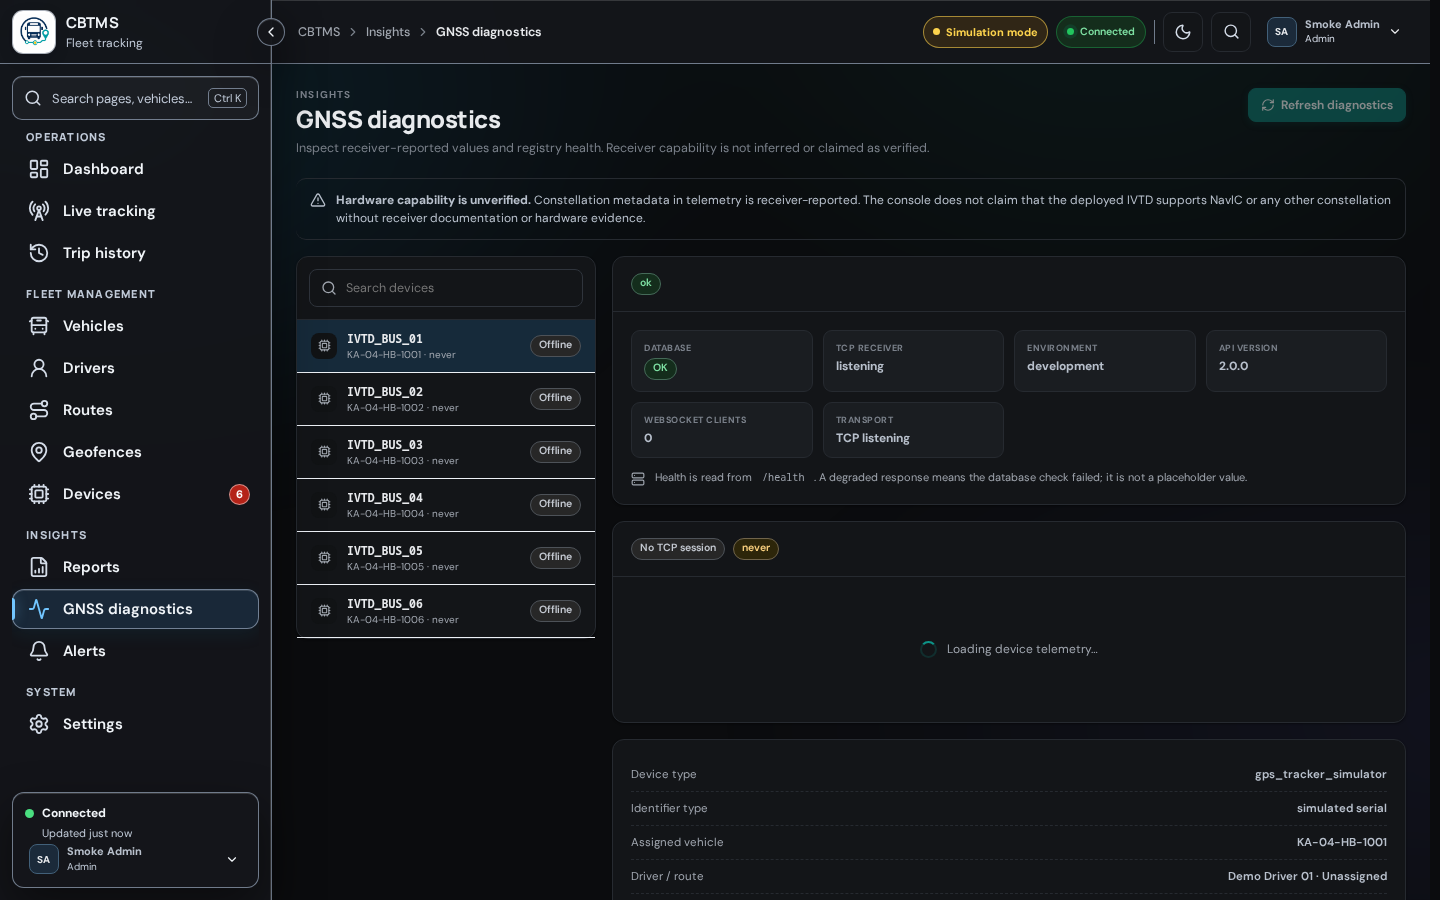 CBTMS
Fleet tracking
Search pages, vehicles... Ctrl K
OPERATIONS
Dashboard
Live tracking
Trip history
FLEET MANAGEMENT
Vehicles
Drivers
Routes
Geofences
Devices 6
INSIGHTS
Reports
GNSS diagnostics
Alerts
SYSTEM
Settings
Connected
Updated just now
SA Smoke Admin
Admin
CBTMS > Insights > GNSS diagnostics
Simulation mode
Connected
SA Smoke Admin
Admin
INSIGHTS
GNSS diagnostics
Inspect receiver-reported values and registry health. Receiver capability is not inferred or claimed as verified.
Refresh diagnostics
Hardware capability is unverified. Constellation metadata in telemetry is receiver-reported. The console does not claim that the deployed IVTD supports NavIC or any other constellation
without receiver documentation or hardware evidence.
Search devices
IVTD_BUS_01
KA-04-HB-1001 · never
Offline
IVTD_BUS_02
KA-04-HB-1002 · never
Offline
IVTD_BUS_03
KA-04-HB-1003 · never
Offline
IVTD_BUS_04
KA-04-HB-1004 · never
Offline
IVTD_BUS_05
KA-04-HB-1005 · never
Offline
IVTD_BUS_06
KA-04-HB-1006 · never
Offline
ok
DATABASE
OK
TCP RECEIVER
listening
ENVIRONMENT
development
API VERSION
2.0.0
WEBSOCKET CLIENTS
0
TRANSPORT
TCP listening
Health is read from /health . A degraded response means the database check failed; it is not a placeholder value.
No TCP session never
Loading device telemetry...
Device type gps_tracker_simulator
Identifier type simulated serial
Assigned vehicle KA-04-HB-1001
Driver / route Demo Driver 01 · Unassigned